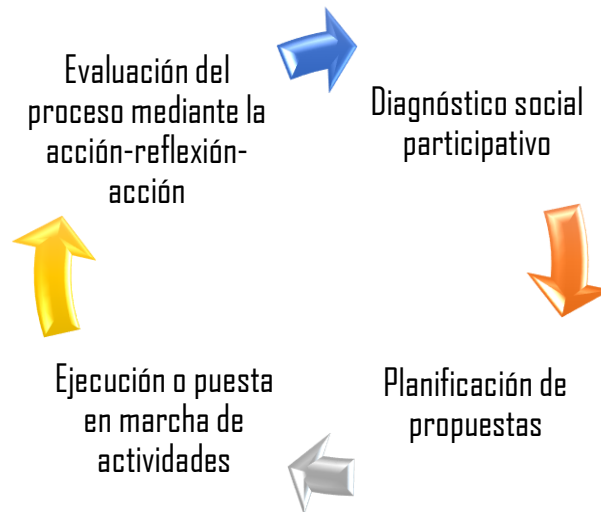 Evaluación del
proceso mediante la
acción-reflexión-
acción
Diagnóstico social
participativo
Ejecución o puesta
en marcha de
actividades
Planificación de
propuestas